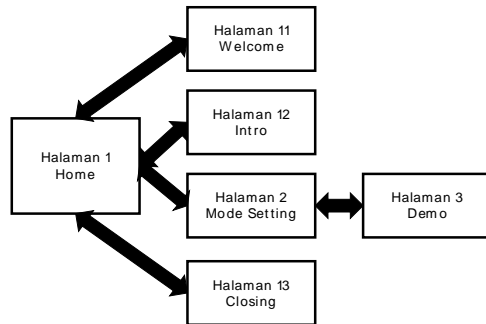 Halaman 11
Welcome
Halaman 12
Intro
Halaman 1
Home
Halaman 2
Mode Setting
Halaman 3
Demo
Halaman 13
Closing